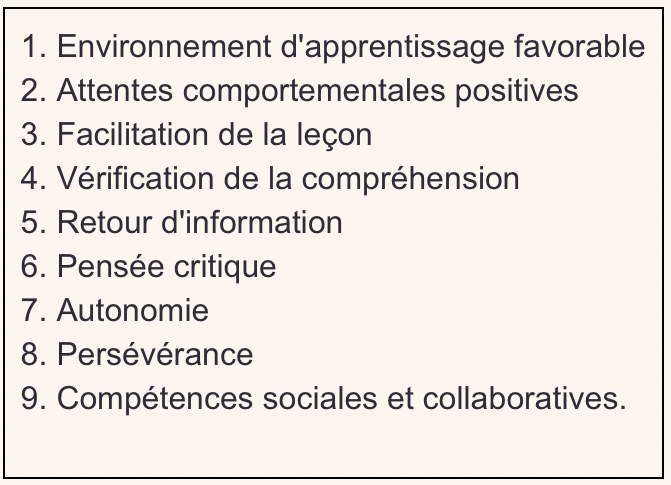 1. Environnement d'apprentissage favorable
2. Attentes comportementales positives
3. Facilitation de la leçon
4. Vérification de la compréhension
5. Retour d'information
6. Pensée critique
7. Autonomie
8. Persévérance
9. Compétences sociales et collaboratives.